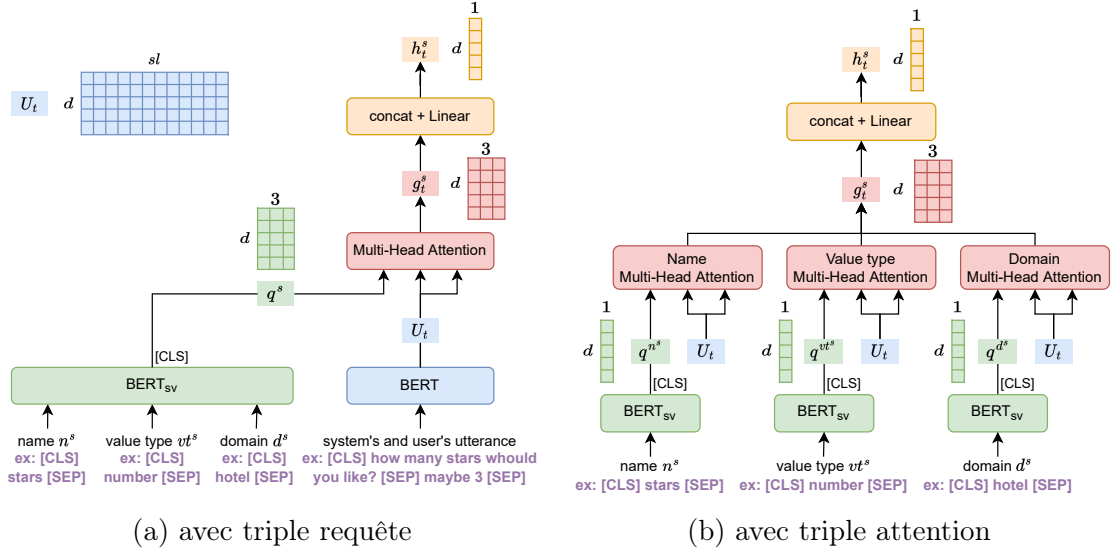 sl
U_t
d
1
h_t^s
d
concat + Linear
3
g_t^s
d
3
d
Multi-Head Attention
q^s
U_t
[CLS]
BERT_sv
BERT
name n^s
ex: [CLS]
stars [SEP]
value type vt^s
ex: [CLS]
number [SEP]
domain d^s
ex: [CLS]
hotel [SEP]
system's and user's utterance
ex: [CLS] how many stars whould
you like? [SEP] maybe 3 [SEP]
(a) avec triple requête
1
h_t^s
d
concat + Linear
3
g_t^s
d
Name
Multi-Head Attention
Value type
Multi-Head Attention
Domain
Multi-Head Attention
1
d
q^{n^s}
U_t
[CLS]
BERT_sv
name n^s
ex: [CLS] stars [SEP]
1
d
q^{vt^s}
U_t
[CLS]
BERT_sv
value type vt^s
ex: [CLS] number [SEP]
1
d
q^{d^s}
U_t
[CLS]
BERT_sv
domain d^s
ex: [CLS] hotel [SEP]
(b) avec triple attention